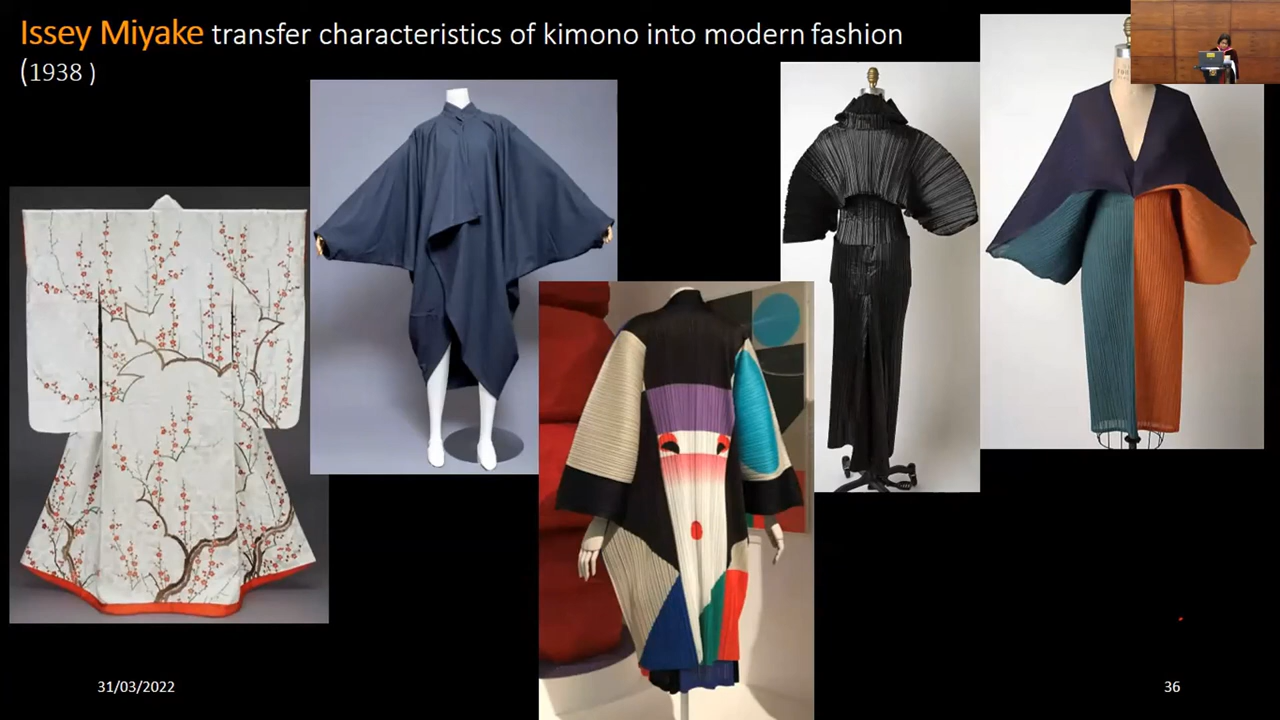 Issey Miyake transfer characteristics of kimono into modern fashion
(1938 )
31/03/2022
36